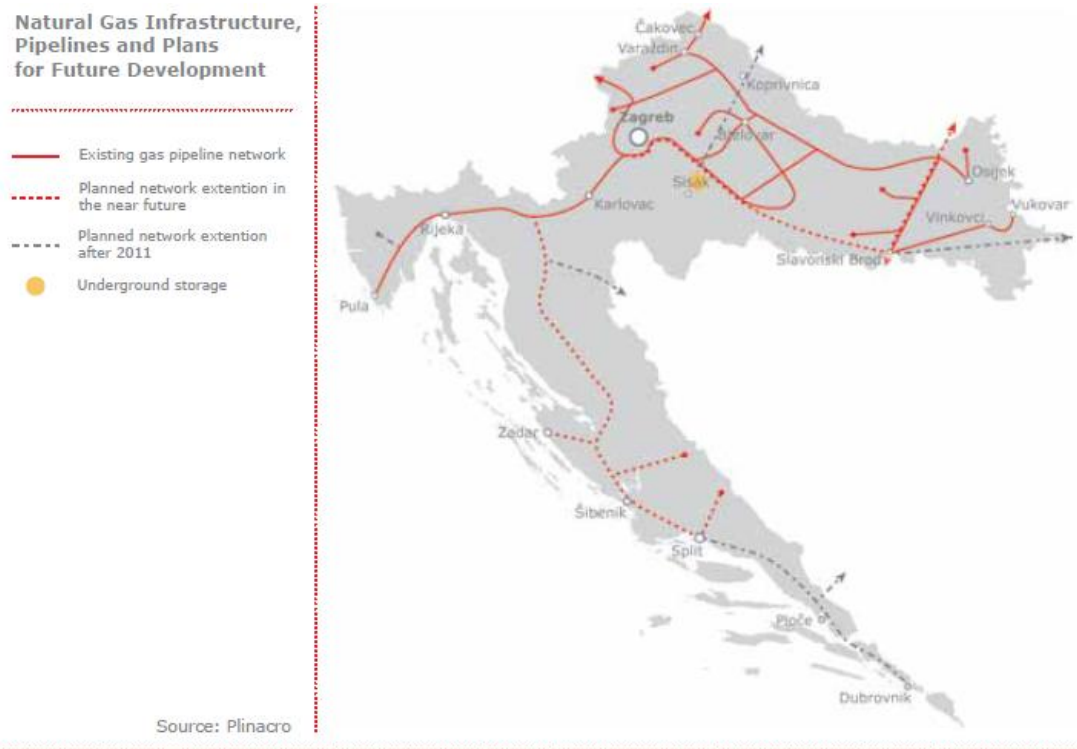 Natural Gas Infrastructure,
Pipelines and Plans
for Future Development
Existing gas pipeline network
Planned network extention in
the near future
Planned network extention
after 2011
Underground storage
Source: Plinacro
Čakovec
Varaždin
Koprivnica
Zagreb
Bjelovar
Sisak
Osijek
Karlovac
Vukovar
Vinkovci
Rijeka
Slavonski Brod
Pula
Zadar
Šibenik
Split
Ploče
Dubrovnik